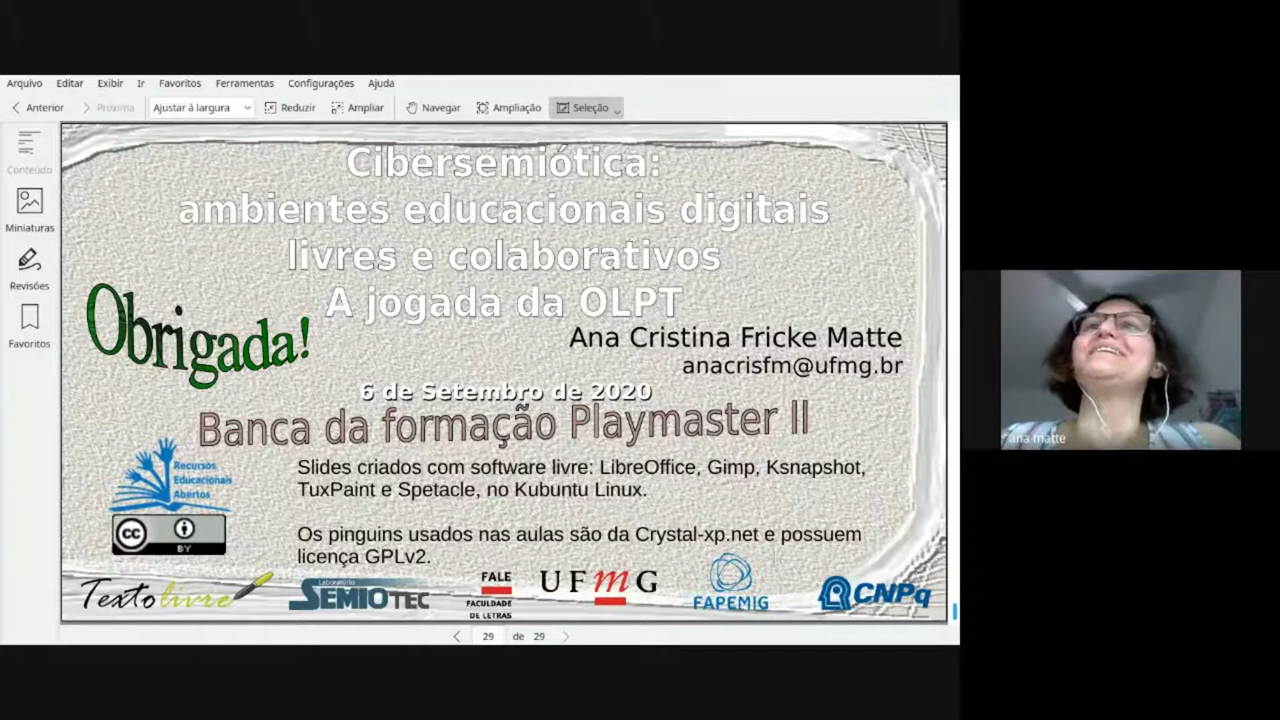 Arquivo Editar Exibir Ir Favoritos Ferramentas Configurações Ajuda
Anterior Próxima Ajustar à largura Reduzir Ampliar Navegar Ampliação Seleção
Conteúdo
Miniaturas
Revisões
Favoritos
Cibersemiótica:
ambientes educacionais digitais
livres e colaborativos
A jogada da OLPT
Obrigada!
Ana Cristina Fricke Matte
anacrisfm@ufmg.br
6 de Setembro de 2020
Banca da formação Playmaster II
Recursos
Educacionais
Abertos
cc
BY
Slides criados com software livre: LibreOffice, Gimp, Ksnapshot,
TuxPaint e Spetacle, no Kubuntu Linux.
Os pinguins usados nas aulas são da Crystal-xp.net e possuem
licença GPLv2.
Texto livre
Laboratório
SEMIOTEC
FALE
FACULDADE
DE LETRAS
UFmG
FAPEMIG
CNPq
29 de 29
ana matte